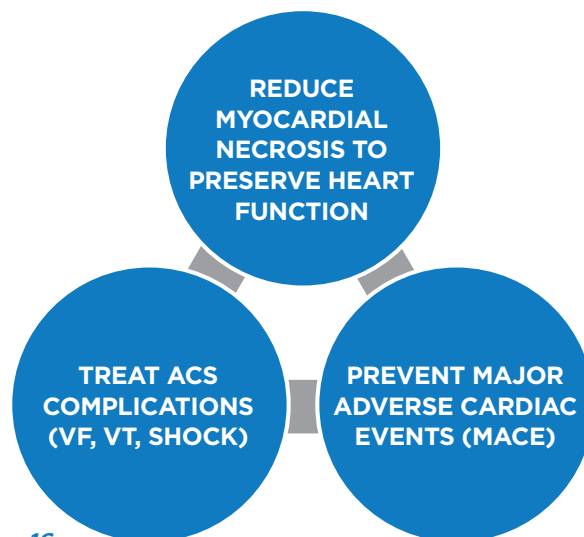 REDUCE
MYOCARDIAL
NECROSIS TO
PRESERVE HEART
FUNCTION
TREAT ACS
COMPLICATIONS
(VF, VT, SHOCK)
PREVENT MAJOR
ADVERSE CARDIAC
EVENTS (MACE)